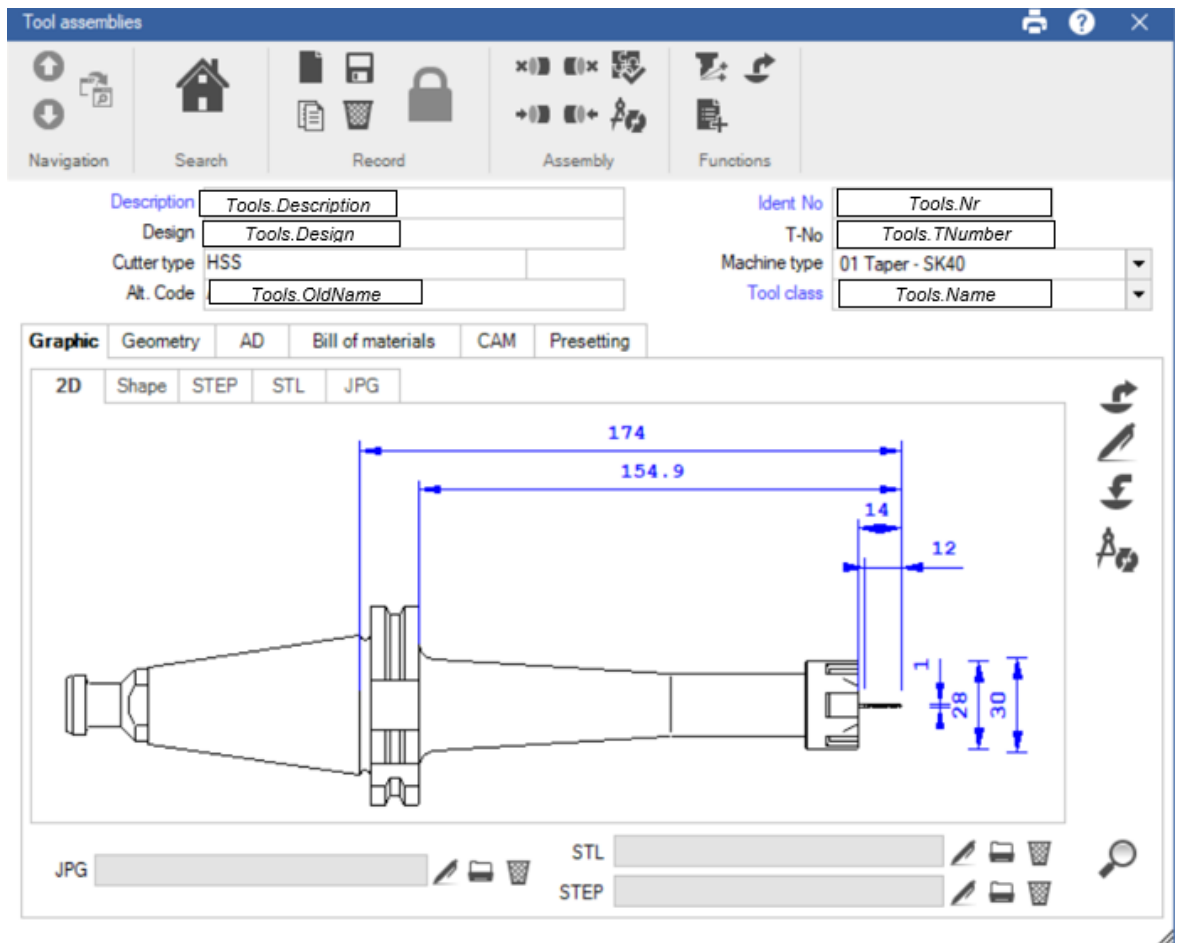 Tool assemblies
Navigation Search Record Assembly Functions
Description Tools.Description Ident No Tools.Nr
Design Tools.Design T-No Tools.TNumber
Cutter type HSS Machine type 01 Taper - SK40
Alt. Code Tools.OldName Tool class Tools.Name
Graphic Geometry AD Bill of materials CAM Presetting
2D Shape STEP STL JPG
174
154.9
14
12
1
28
30
JPG
STL
STEP